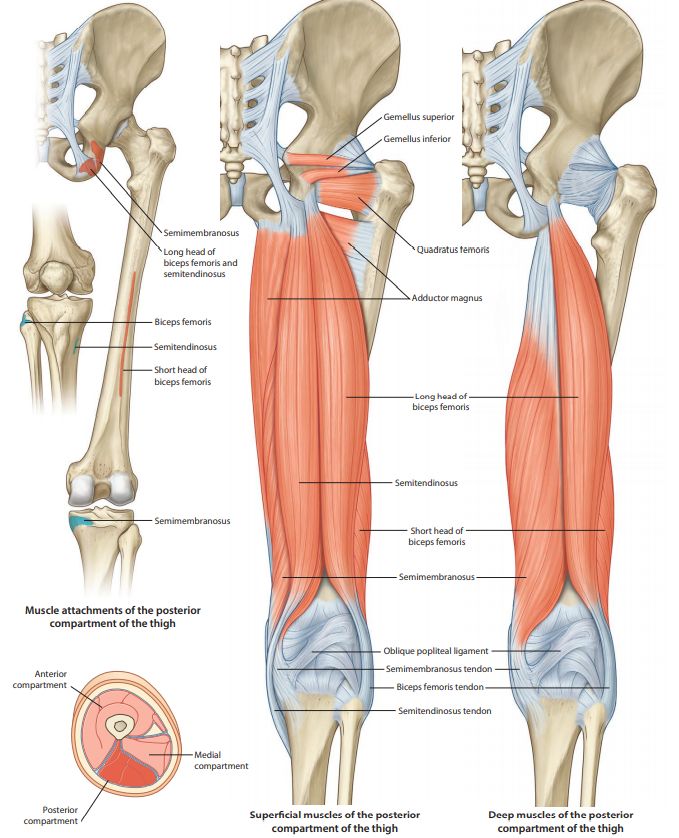 Gemellus superior
Gemellus inferior
Semimembranosus
Long head of
biceps femoris and
semitendinosus
Quadratus femoris
Adductor magnus
Biceps femoris
Semitendinosus
Short head of
biceps femoris
Long head of
biceps femoris
Semitendinosus
Semimembranosus
Short head of
biceps femoris
Semimembranosus
Muscle attachments of the posterior
compartment of the thigh
Oblique popliteal ligament
Semimembranosus tendon
Biceps femoris tendon
Semitendinosus tendon
Anterior
compartment
Medial
compartment
Posterior
compartment
Superficial muscles of the posterior
compartment of the thigh
Deep muscles of the posterior
compartment of the thigh